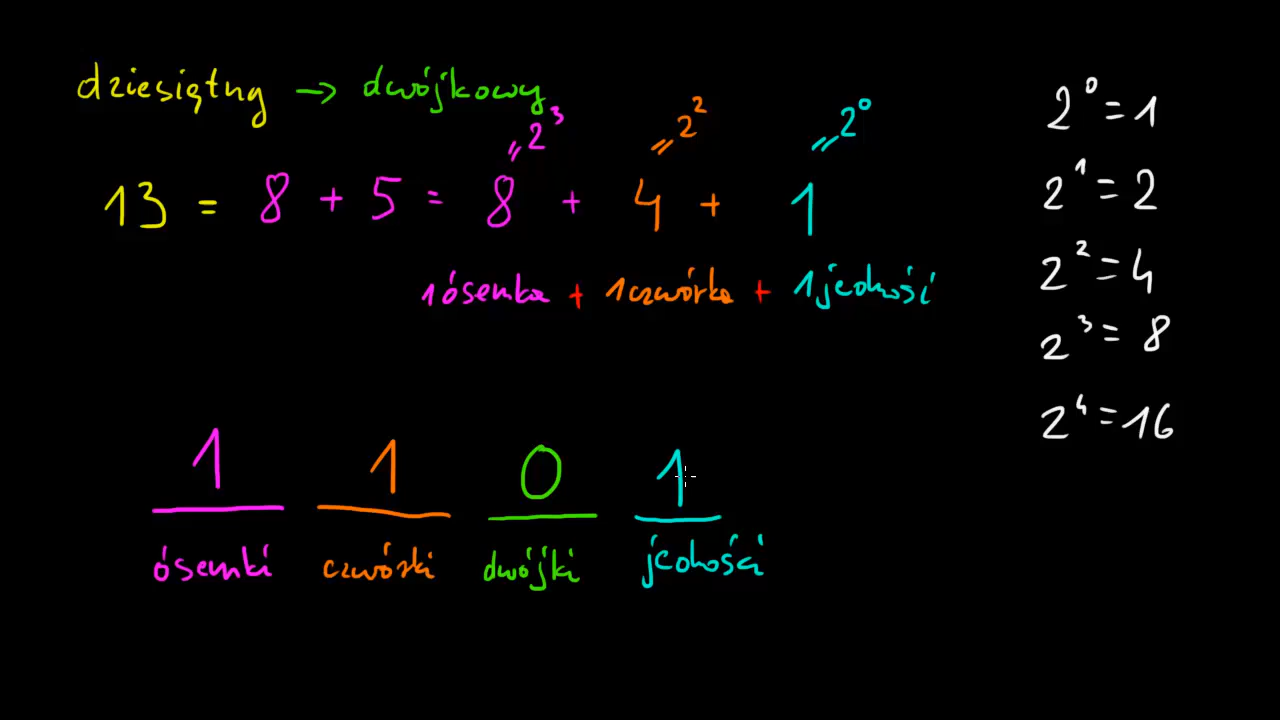 dziesiętny → dwójkowy
13 = 8 + 5 = 8 + 4 + 1
=2³ =2² =2⁰
1 ósemka + 1 czwórka + 1 jedność
1 1 0 1
ósemki czwórki dwójki jedności
2⁰ = 1
2¹ = 2
2² = 4
2³ = 8
2⁴ = 16